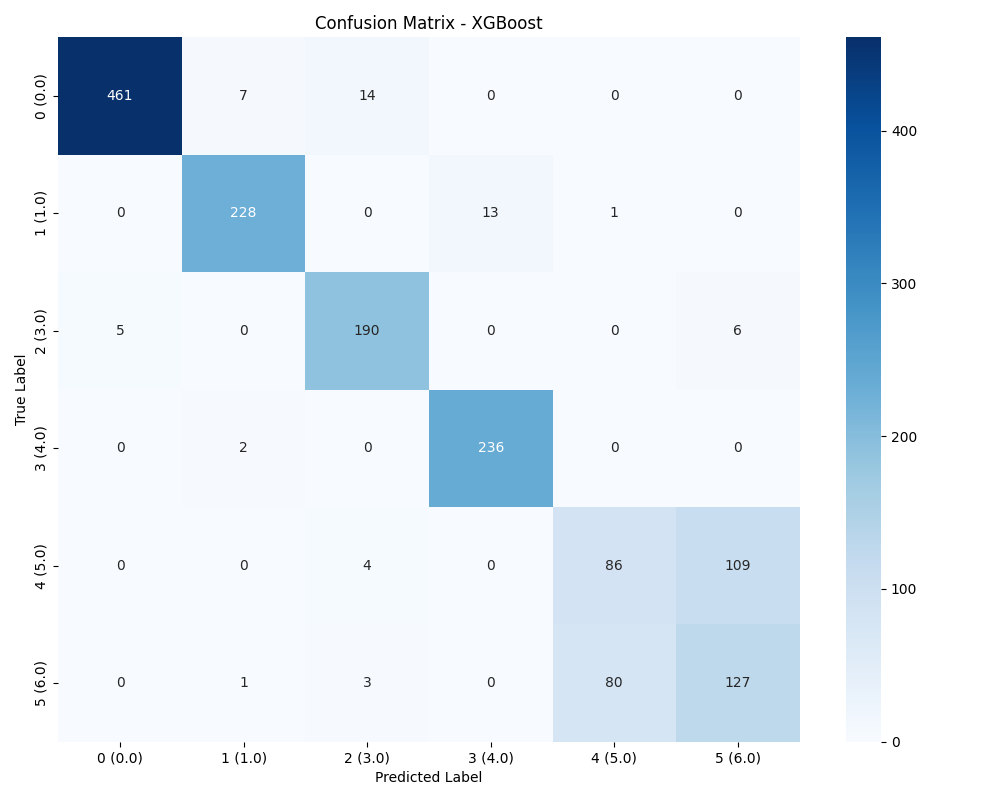 Confusion Matrix - XGBoost
0 (0.0) 461 7 14 0 0 0
1 (1.0) 0 228 0 13 1 0
2 (3.0) 5 0 190 0 0 6
3 (4.0) 0 2 0 236 0 0
4 (5.0) 0 0 4 0 86 109
5 (6.0) 0 1 3 0 80 127
0 (0.0) 1 (1.0) 2 (3.0) 3 (4.0) 4 (5.0) 5 (6.0)
Predicted Label
True Label
400
300
200
100
0